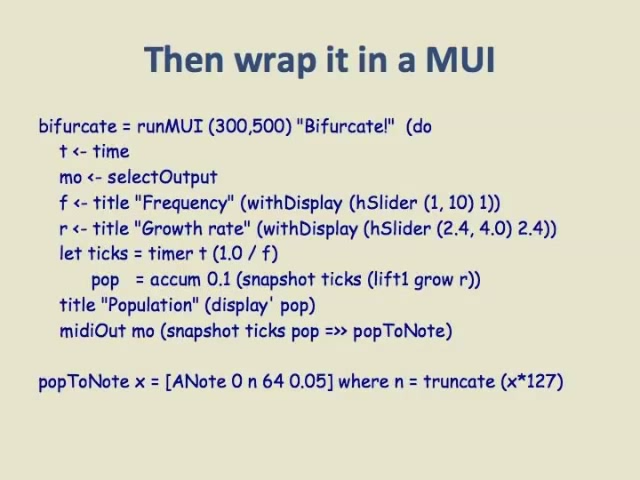 Then wrap it in a MUI
bifurcate = runMUI (300,500) "Bifurcate!" (do
t <- time
mo <- selectOutput
f <- title "Frequency" (withDisplay (hSlider (1, 10) 1))
r <- title "Growth rate" (withDisplay (hSlider (2.4, 4.0) 2.4))
let ticks = timer t (1.0 / f)
pop = accum 0.1 (snapshot ticks (lift1 grow r))
title "Population" (display' pop)
midiOut mo (snapshot ticks pop =>> popToNote)
popToNote x = [ANote 0 n 64 0.05] where n = truncate (x*127)